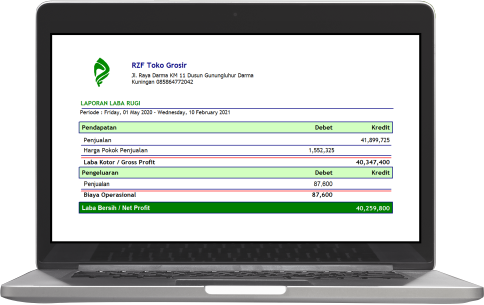 RZF Toko Grosir
Jl. Raya Darma KM 11 Dusun Gunungluhur Darma
Kuningan 085864772042
LAPORAN LABA RUGI
Periode : Friday, 01 May 2020 - Wednesday, 10 February 2021
Pendapatan Debet Kredit
Penjualan 41,899,725
Harga Pokok Penjualan 1,552,325
Laba Kotor / Gross Profit 40,347,400
Pengeluaran Debet Kredit
Penjualan 87,600
Biaya Operasional 87,600
Laba Bersih / Net Profit 40,259,800